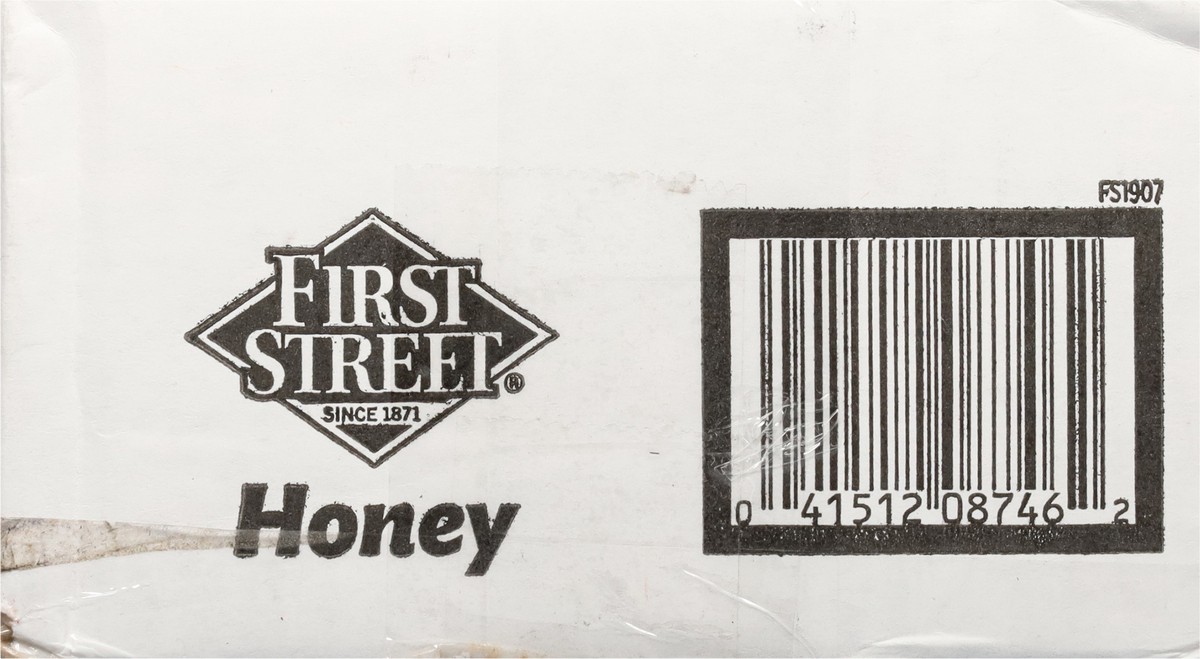 FIRST
STREET®
SINCE 1871
Honey
FS1907
0 41512 08746 2